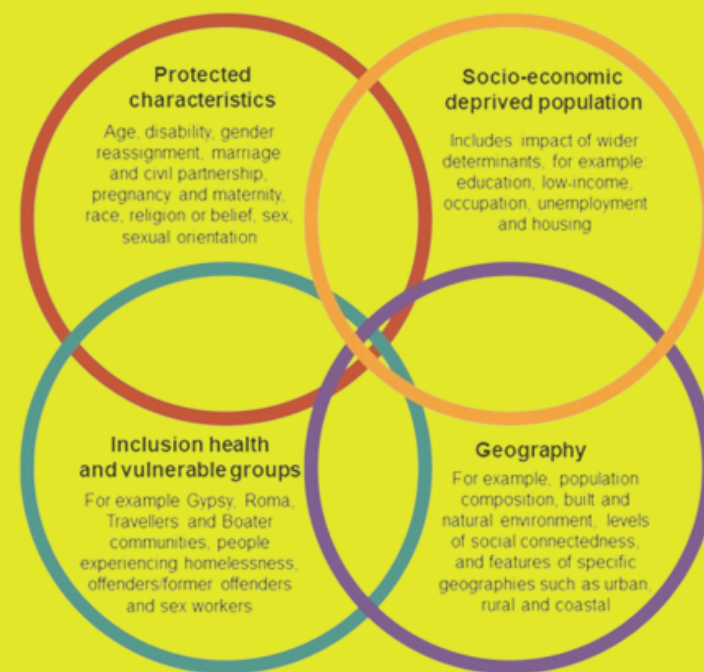 Protected
characteristics
Age, disability, gender
reassignment, marriage
and civil partnership,
pregnancy and maternity,
race, religion or belief, sex,
sexual orientation
Socio-economic
deprived population
Includes impact of wider
determinants, for example:
education, low-income,
occupation, unemployment
and housing
Inclusion health
and vulnerable groups
For example Gypsy, Roma,
Travellers and Boater
communities, people
experiencing homelessness,
offenders/former offenders
and sex workers
Geography
For example, population
composition, built and
natural environment, levels
of social connectedness,
and features of specific
geographies such as urban,
rural and coastal